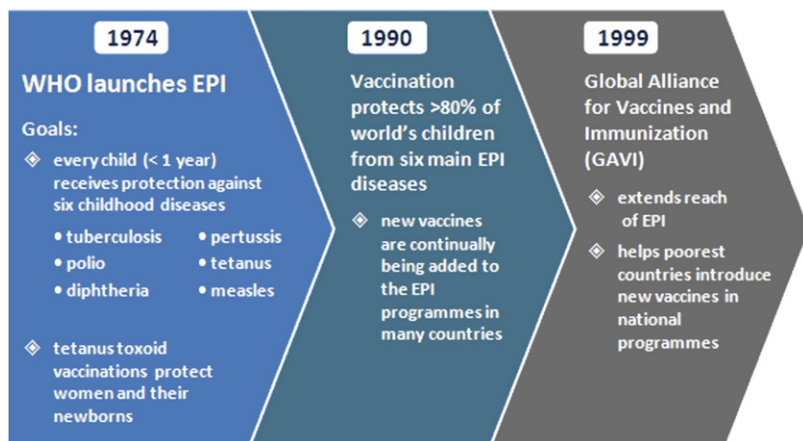 1974
WHO launches EPI
Goals:
every child (< 1 year)
receives protection against
six childhood diseases
• tuberculosis
• polio
• diphtheria
• pertussis
• tetanus
• measles
tetanus toxoid
vaccinations protect
women and their
newborns
1990
Vaccination
protects >80% of
world's children
from six main EPI
diseases
new vaccines
are continually
being added to
the EPI
programmes in
many countries
1999
Global Alliance
for Vaccines and
Immunization
(GAVI)
extends reach
of EPI
helps poorest
countries introduce
new vaccines in
national
programmes